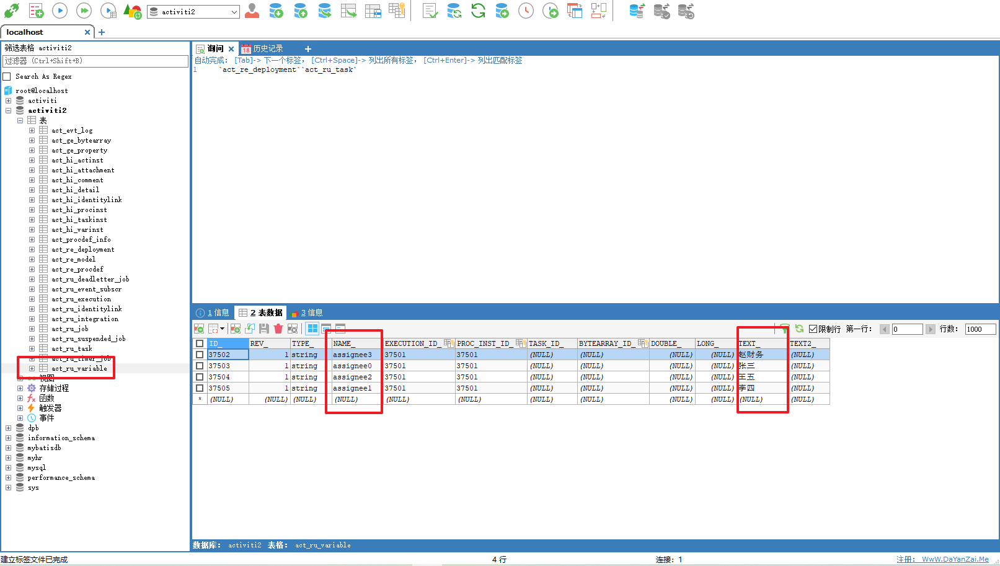 activiti2
localhost
筛选表格 activiti2
过滤器 (Ctrl+Shift+B)
Search As Regex
root@localhost
activiti
activiti2
表
act_evt_log
act_ge_bytearray
act_ge_property
act_hi_actinst
act_hi_attachment
act_hi_comment
act_hi_detail
act_hi_identitylink
act_hi_procinst
act_hi_taskinst
act_hi_varinst
act_procdef_info
act_re_deployment
act_re_model
act_re_procdef
act_ru_deadletter_job
act_ru_event_subscr
act_ru_execution
act_ru_identitylink
act_ru_integration
act_ru_job
act_ru_suspended_job
act_ru_task
act_ru_timer_job
act_ru_variable
视图
存储过程
函数
触发器
事件
dpb
information_schema
mybatisdb
myhr
mysql
performance_schema
sys
询问 18 历史记录
自动完成: [Tab]-> 下一个标签, [Ctrl+Space]-> 列出所有标签, [Ctrl+Enter]-> 列出匹配标签
1 `act_re_deployment``act_ru_task`
1 信息 2 表数据 3 信息
限制行 第一行: 0 行数: 1000
ID_ REV_ TYPE_ NAME_ EXECUTION_ID_ PROC_INST_ID_ TASK_ID_ BYTEARRAY_ID_ DOUBLE_ LONG_ TEXT_ TEXT2_
37502 1 string assignee3 37501 37501 (NULL) (NULL) (NULL) (NULL) 赵财务 (NULL)
37503 1 string assignee0 37501 37501 (NULL) (NULL) (NULL) (NULL) 张三 (NULL)
37504 1 string assignee2 37501 37501 (NULL) (NULL) (NULL) (NULL) 王五 (NULL)
37505 1 string assignee1 37501 37501 (NULL) (NULL) (NULL) (NULL) 李四 (NULL)
* (NULL) (NULL) (NULL) (NULL) (NULL) (NULL) (NULL) (NULL) (NULL) (NULL) (NULL) (NULL)
数据库: activiti2 表格: act_ru_variable
建立标签文件已完成 4 行 连接: 1 注册: WwW.DaYanZai.Me